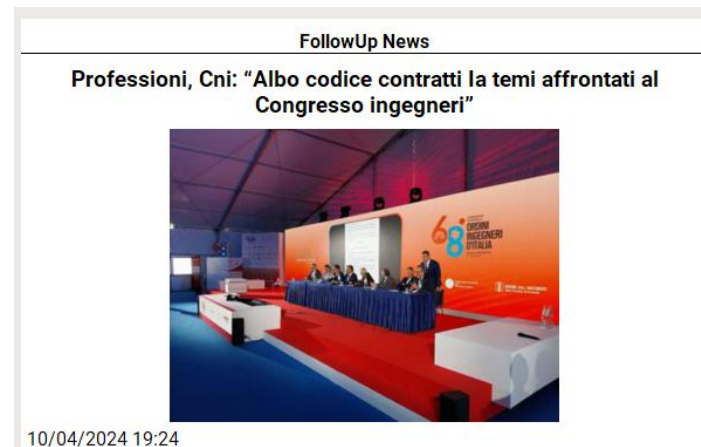 FollowUp News
Professioni, Cni: “Albo codice contratti Ia temi affrontati al
Congresso ingegneri”
68°
ORDINI
INGEGNERI
D'ITALIA
10/04/2024 19:24